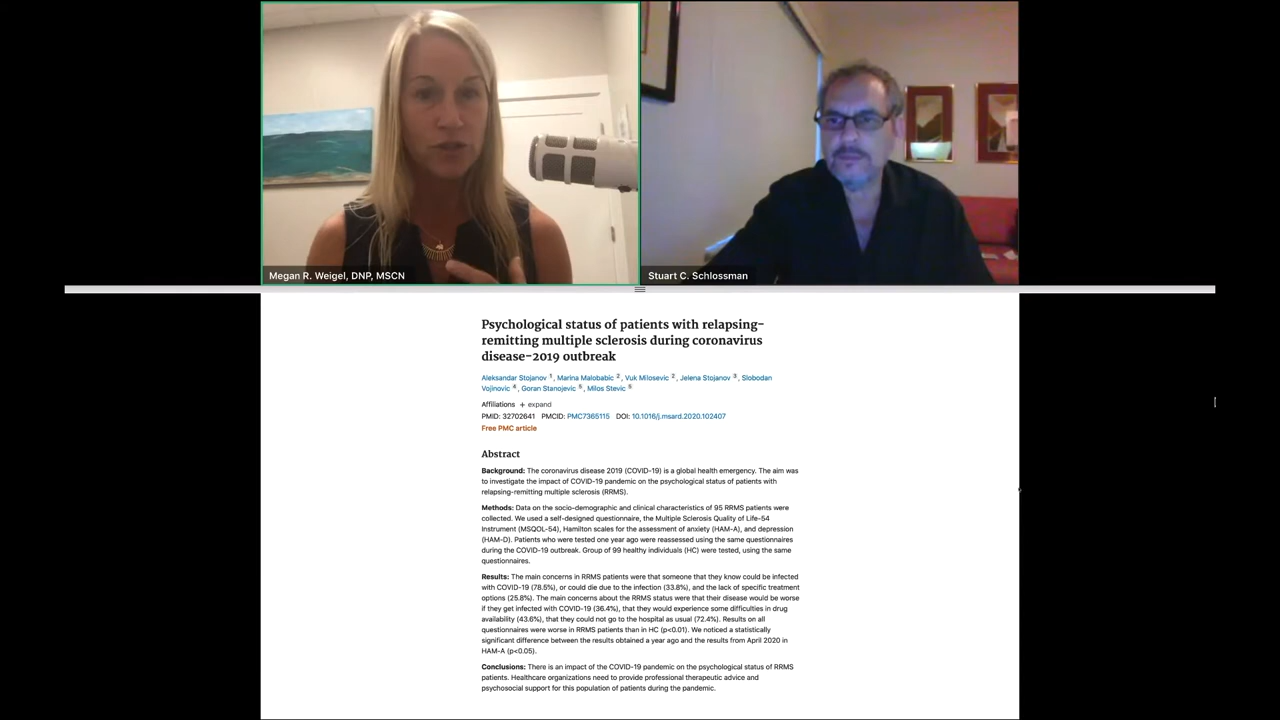 Megan R. Weigel, DNP, MSCN
Stuart C. Schlossman
Psychological status of patients with relapsing-
remitting multiple sclerosis during coronavirus
disease-2019 outbreak
Aleksandar Stojanov 1, Marina Malobabic 2, Vuk Milosevic 2, Jelena Stojanov 3, Slobodan
Vojinovic 4, Goran Stanojevic 5, Milos Stevic 5
Affiliations + expand
PMID: 32702641 PMCID: PMC7365115 DOI: 10.1016/j.msard.2020.102407
Free PMC article
Abstract
Background: The coronavirus disease 2019 (COVID-19) is a global health emergency. The aim was
to investigate the impact of COVID-19 pandemic on the psychological status of patients with
relapsing-remitting multiple sclerosis (RRMS).
Methods: Data on the socio-demographic and clinical characteristics of 95 RRMS patients were
collected. We used a self-designed questionnaire, the Multiple Sclerosis Quality of Life-54
Instrument (MSQOL-54), Hamilton scales for the assessment of anxiety (HAM-A), and depression
(HAM-D). Patients who were tested one year ago were reassessed using the same questionnaires
during the COVID-19 outbreak. Group of 99 healthy individuals (HC) were tested, using the same
questionnaires.
Results: The main concerns in RRMS patients were that someone that they know could be infected
with COVID-19 (78.5%), or could die due to the infection (33.8%), and the lack of specific treatment
options (25.8%). The main concerns about the RRMS status were that their disease would be worse
if they get infected with COVID-19 (36.4%), that they would experience some difficulties in drug
availability (43.6%), that they could not go to the hospital as usual (72.4%). Results on all
questionnaires were worse in RRMS patients than in HC (p<0.01). We noticed a statistically
significant difference between the results obtained a year ago and the results from April 2020 in
HAM-A (p<0.05).
Conclusions: There is an impact of the COVID-19 pandemic on the psychological status of RRMS
patients. Healthcare organizations need to provide professional therapeutic advice and
psychosocial support for this population of patients during the pandemic.